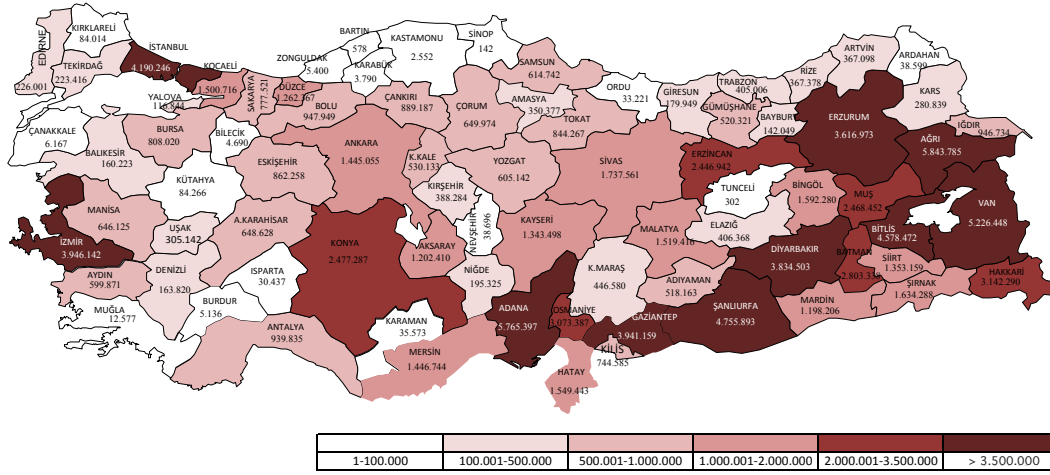 KIRKLARELİ
84.014
EDİRNE
226.001
TEKİRDAĞ
223.416
İSTANBUL
4.190.246
KOCAELİ
1.500.716
YALOVA
116.844
SAKARYA
777.521
DÜZCE
1.262.367
ZONGULDAK
5.400
BARTIN
578
KARABÜK
3.790
KASTAMONU
2.552
SİNOP
142
BOLU
947.949
ÇANKIRI
889.187
ÇORUM
649.974
SAMSUN
614.742
AMASYA
350.377
TOKAT
844.267
ORDU
33.221
GİRESUN
179.949
TRABZON
405.006
GÜMÜŞHANE
520.321
BAYBURT
142.049
RİZE
367.378
ARTVİN
367.098
ARDAHAN
38.599
KARS
280.839
IĞDIR
946.734
ERZURUM
3.616.973
AĞRI
5.843.785
ÇANAKKALE
6.167
BALIKESİR
160.223
BURSA
808.020
BİLECİK
4.690
ESKİŞEHİR
862.258
ANKARA
1.445.055
K.KALE
530.133
KIRŞEHİR
388.284
YOZGAT
605.142
SİVAS
1.737.561
ERZİNCAN
2.446.942
TUNCELİ
302
BİNGÖL
1.592.280
MUŞ
2.468.452
BİTLİS
4.578.472
VAN
5.226.448
KÜTAHYA
84.266
MANİSA
646.125
İZMİR
3.946.142
UŞAK
305.142
A.KARAHİSAR
648.628
KONYA
2.477.287
AKSARAY
1.202.410
NEVŞEHİR
38.696
KAYSERİ
1.343.498
MALATYA
1.519.416
ELAZIĞ
406.368
DİYARBAKIR
3.834.503
BATMAN
2.803.338
SİİRT
1.353.159
ŞIRNAK
1.634.288
HAKKARİ
3.142.290
AYDIN
599.871
DENİZLİ
163.820
ISPARTA
30.437
BURDUR
5.136
MUĞLA
12.577
ANTALYA
939.835
KARAMAN
35.573
MERSİN
1.446.744
NİĞDE
195.325
ADANA
5.765.397
OSMANİYE
3.073.387
K.MARAŞ
446.580
GAZİANTEP
3.941.159
KİLİS
744.585
HATAY
1.549.443
ADIYAMAN
518.163
ŞANLIURFA
4.755.893
MARDİN
1.198.206
1-100.000 100.001-500.000 500.001-1.000.000 1.000.001-2.000.000 2.000.001-3.500.000 > 3.500.000